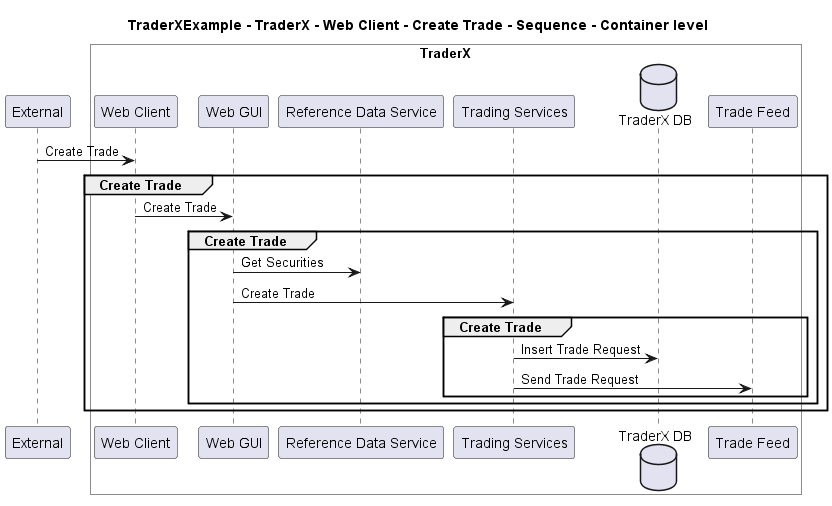 TraderXExample - TraderX - Web Client - Create Trade - Sequence - Container level
TraderX
External
Web Client
Web GUI
Reference Data Service
Trading Services
TraderX DB
Trade Feed
Create Trade
Create Trade
Create Trade
Create Trade
Get Securities
Create Trade
Create Trade
Insert Trade Request
Send Trade Request
External
Web Client
Web GUI
Reference Data Service
Trading Services
TraderX DB
Trade Feed